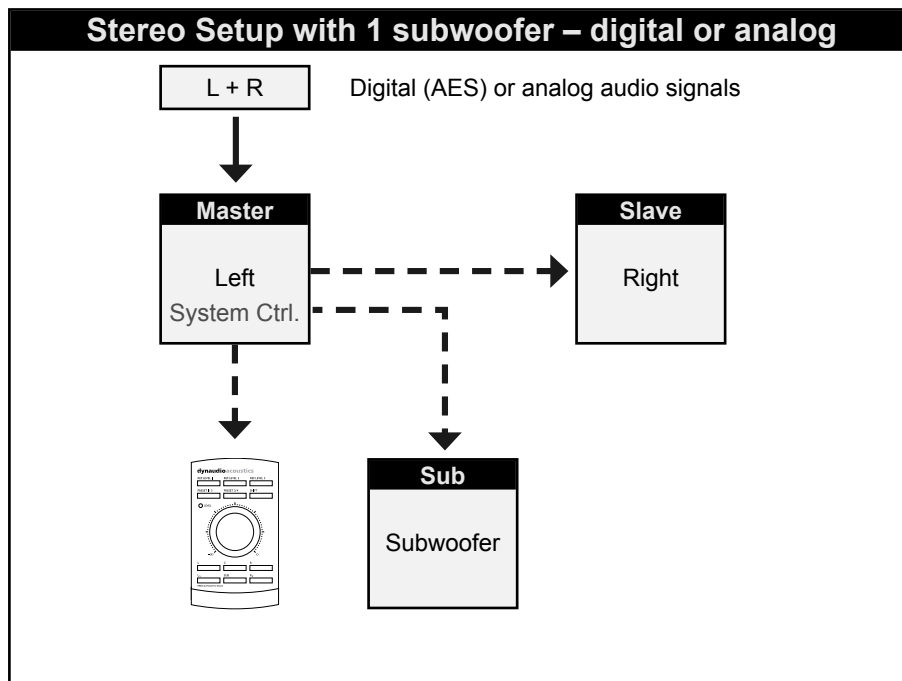 Stereo Setup with 1 subwoofer – digital or analog
L + R
Digital (AES) or analog audio signals
Master
Slave
Left
Right
System Ctrl.
dynaudioacoustics
Sub
Subwoofer